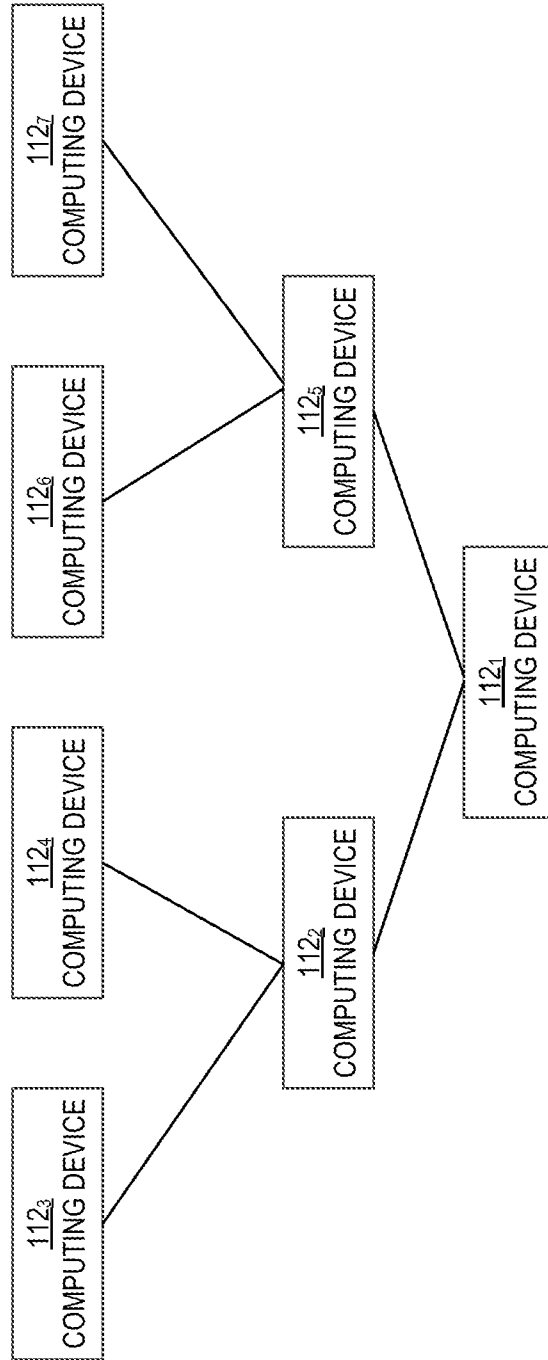 112₃
COMPUTING DEVICE
112₄
COMPUTING DEVICE
112₆
COMPUTING DEVICE
112₇
COMPUTING DEVICE
112₂
COMPUTING DEVICE
112₅
COMPUTING DEVICE
112₁
COMPUTING DEVICE